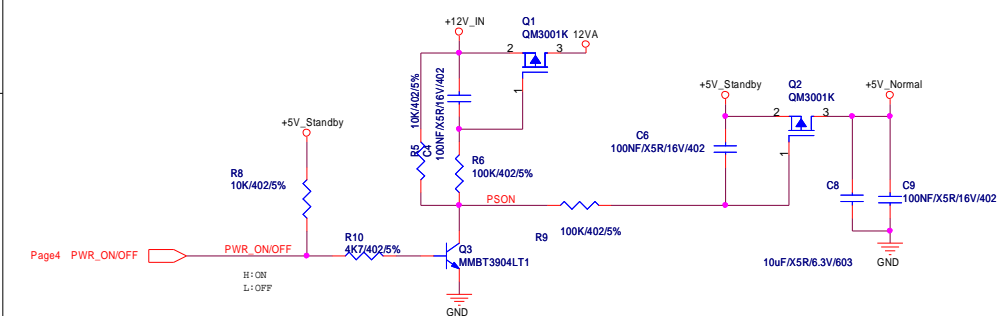 +12V_IN
Q1
QM3001K
12VA
2
3
1
10K/402/5%
R5
C4
100NF/X5R/16V/402
+5V_Standby
R8
10K/402/5%
R6
100K/402/5%
PSON
R9
100K/402/5%
+5V_Standby
C6
100NF/X5R/16V/402
Q2
QM3001K
2
3
1
+5V_Normal
C8
C9
100NF/X5R/16V/402
10uF/X5R/6.3V/603
GND
Page4 PWR_ON/OFF
PWR_ON/OFF
H:ON
L:OFF
R10
4K7/402/5%
Q3
MMBT3904LT1
GND